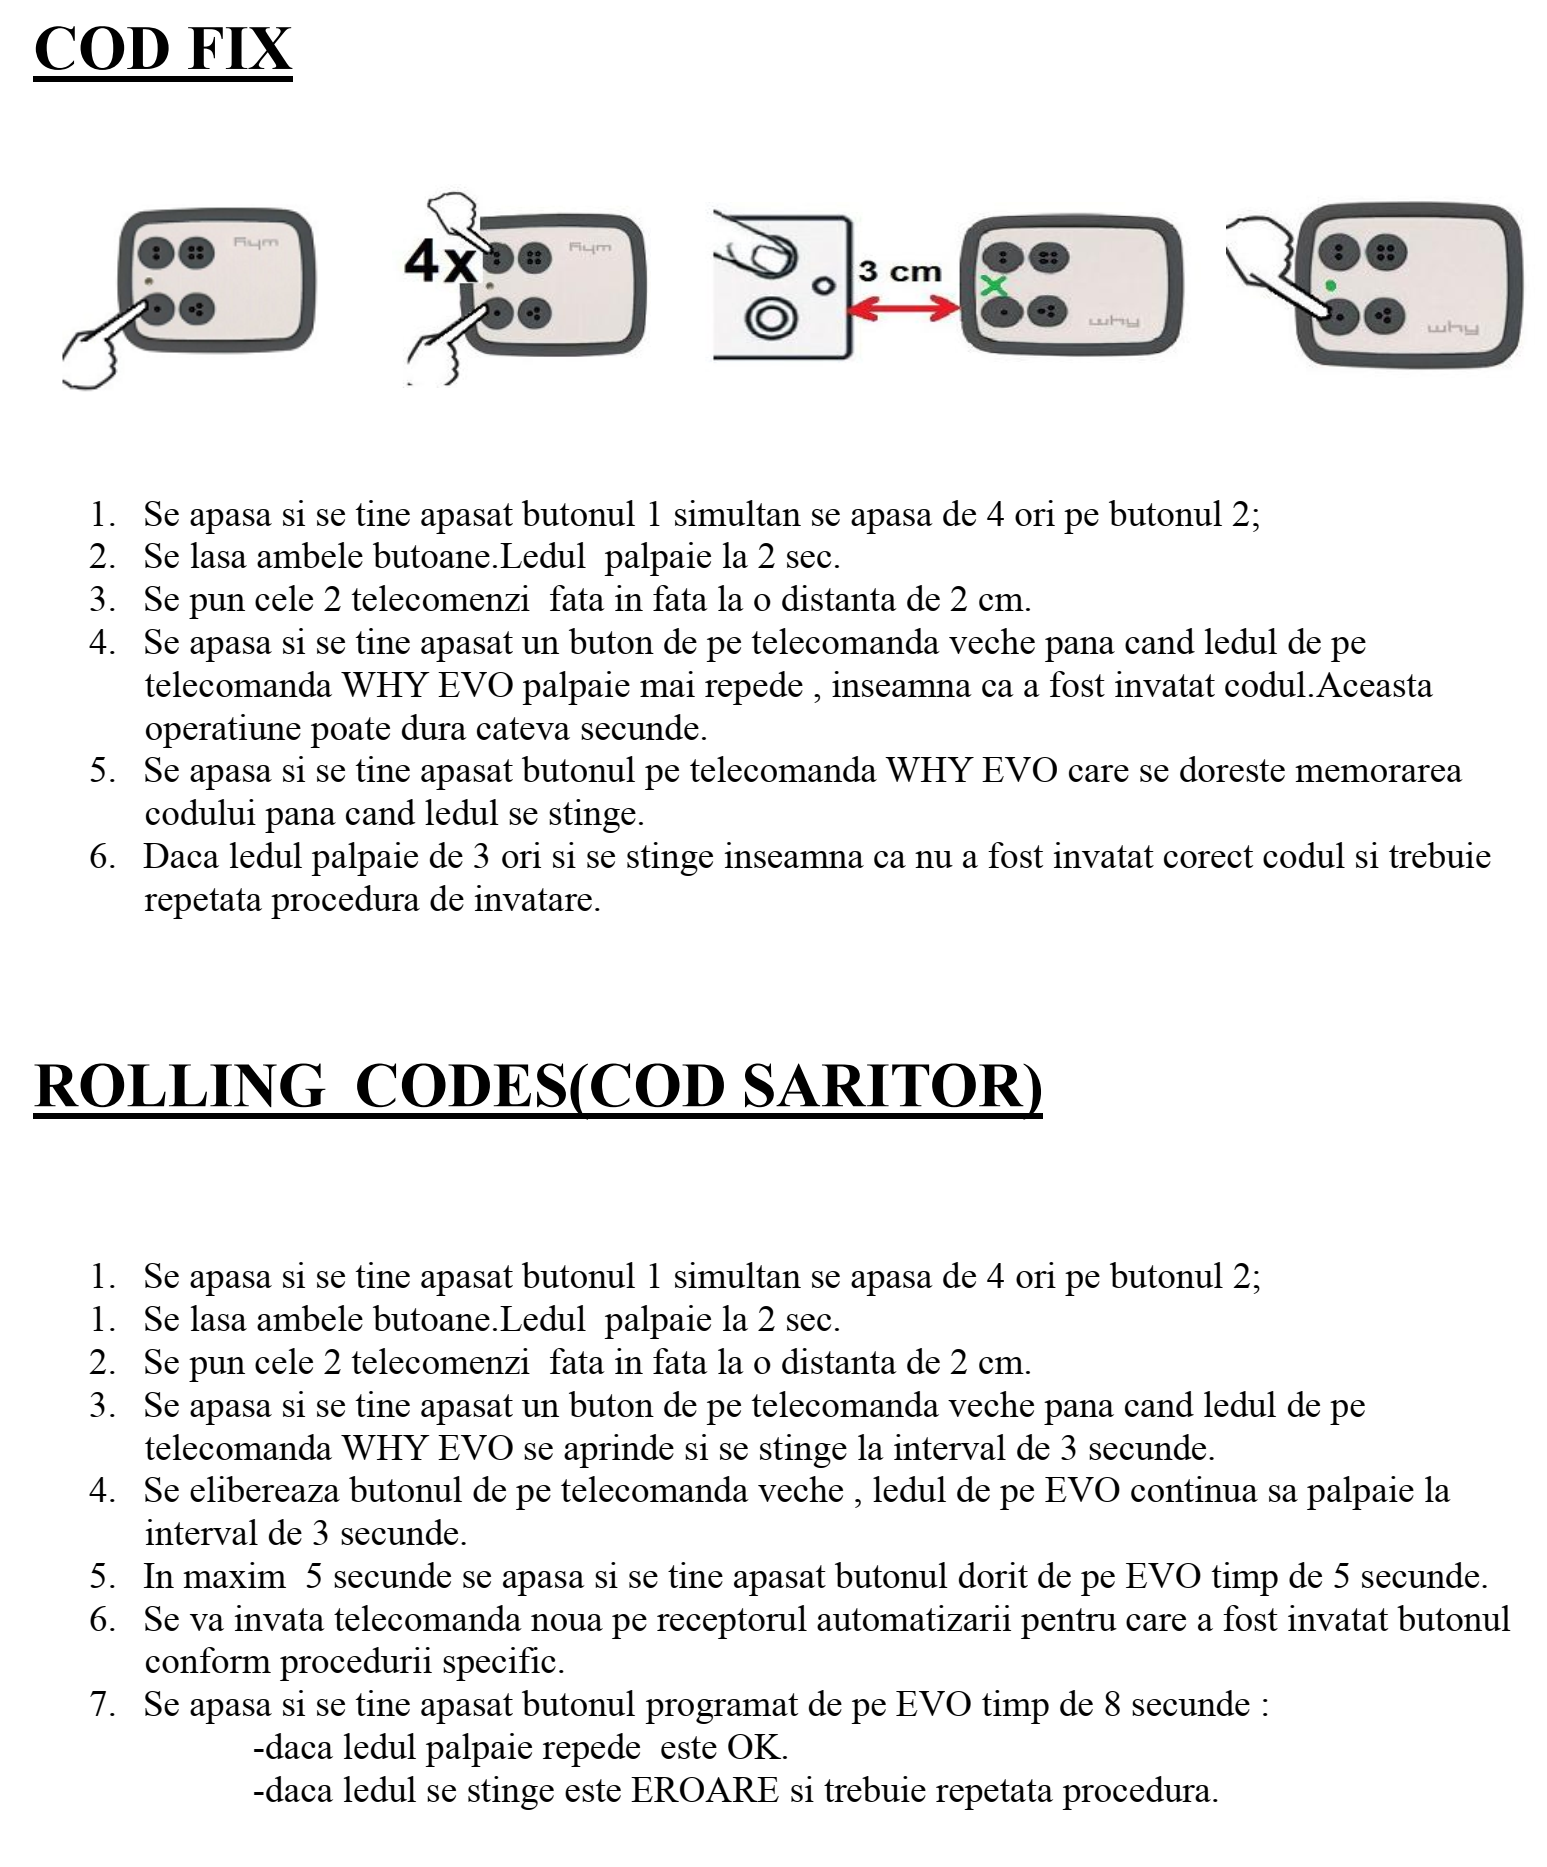 COD FIX
why
4x
why
3 cm
why
why
1. Se apasa si se tine apasat butonul 1 simultan se apasa de 4 ori pe butonul 2;
2. Se lasa ambele butoane.Ledul  palpaie la 2 sec.
3. Se pun cele 2 telecomenzi  fata in fata la o distanta de 2 cm.
4. Se apasa si se tine apasat un buton de pe telecomanda veche pana cand ledul de pe
telecomanda WHY EVO palpaie mai repede , inseamna ca a fost invatat codul.Aceasta
operatiune poate dura cateva secunde.
5. Se apasa si se tine apasat butonul pe telecomanda WHY EVO care se doreste memorarea
codului pana cand ledul se stinge.
6. Daca ledul palpaie de 3 ori si se stinge inseamna ca nu a fost invatat corect codul si trebuie
repetata procedura de invatare.
ROLLING  CODES(COD SARITOR)
1. Se apasa si se tine apasat butonul 1 simultan se apasa de 4 ori pe butonul 2;
1. Se lasa ambele butoane.Ledul  palpaie la 2 sec.
2. Se pun cele 2 telecomenzi  fata in fata la o distanta de 2 cm.
3. Se apasa si se tine apasat un buton de pe telecomanda veche pana cand ledul de pe
telecomanda WHY EVO se aprinde si se stinge la interval de 3 secunde.
4. Se elibereaza butonul de pe telecomanda veche , ledul de pe EVO continua sa palpaie la
interval de 3 secunde.
5. In maxim  5 secunde se apasa si se tine apasat butonul dorit de pe EVO timp de 5 secunde.
6. Se va invata telecomanda noua pe receptorul automatizarii pentru care a fost invatat butonul
conform procedurii specific.
7. Se apasa si se tine apasat butonul programat de pe EVO timp de 8 secunde :
-daca ledul palpaie repede  este OK.
-daca ledul se stinge este EROARE si trebuie repetata procedura.